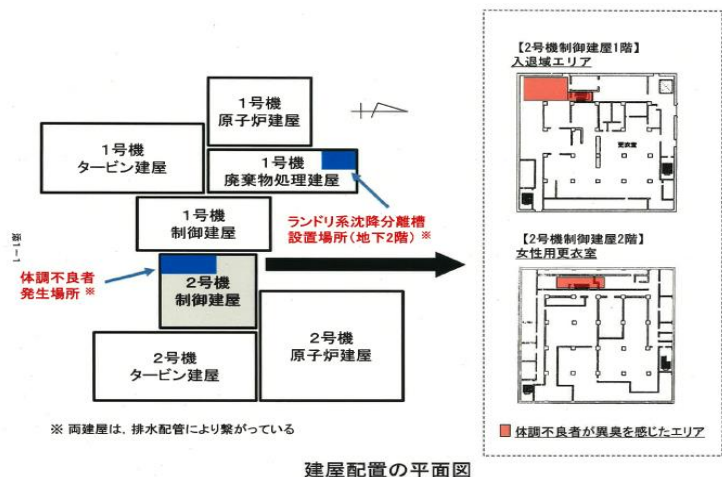 1号機
原子炉建屋
1号機
タービン建屋
1号機
廃棄物処理建屋
ランドリ系沈降分離槽
設置場所(地下2階) ※
1号機
制御建屋
体調不良者
発生場所 ※
2号機
制御建屋
2号機
タービン建屋
2号機
原子炉建屋
※ 両建屋は、排水配管により繋がっている
【2号機制御建屋1階】
入退域エリア
更衣室
【2号機制御建屋2階】
女性用更衣室
体調不良者が異臭を感じたエリア
建屋配置の平面図